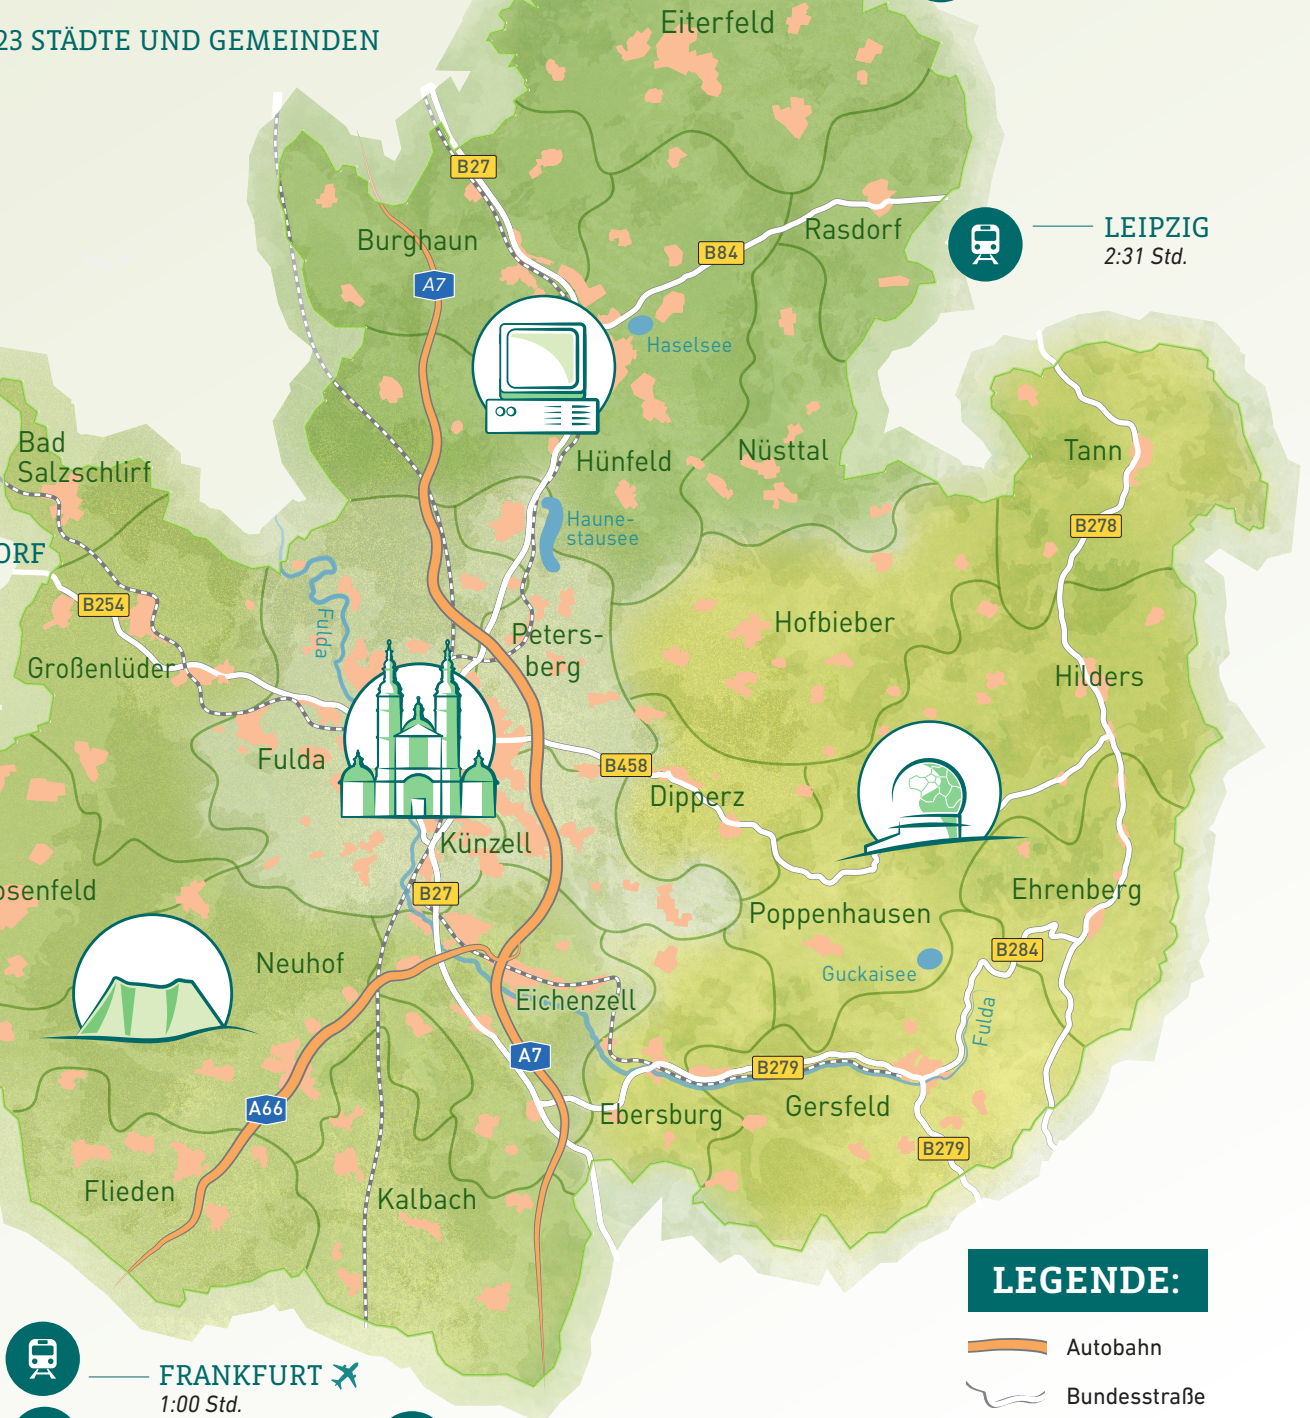 23 STÄDTE UND GEMEINDEN
Eiterfeld
B27
Burghaun
A7
B84
Rasdorf
LEIPZIG
2:31 Std.
Haselsee
Bad
Salzschlirf
Hünfeld
Nüsttal
Tann
B278
Haune-
stausee
ORF
B254
Fulda
Großenlüder
Peters-
berg
Hofbieber
Hilders
Fulda
B458
Dipperz
Künzell
B27
osenfeld
Ehrenberg
Poppenhausen
B284
Neuhof
Guckaisee
Eichenzell
Fulda
A7
B279
A66
Ebersburg
Gersfeld
B279
Flieden
Kalbach
LEGENDE:
Autobahn
Bundesstraße
FRANKFURT
1:00 Std.